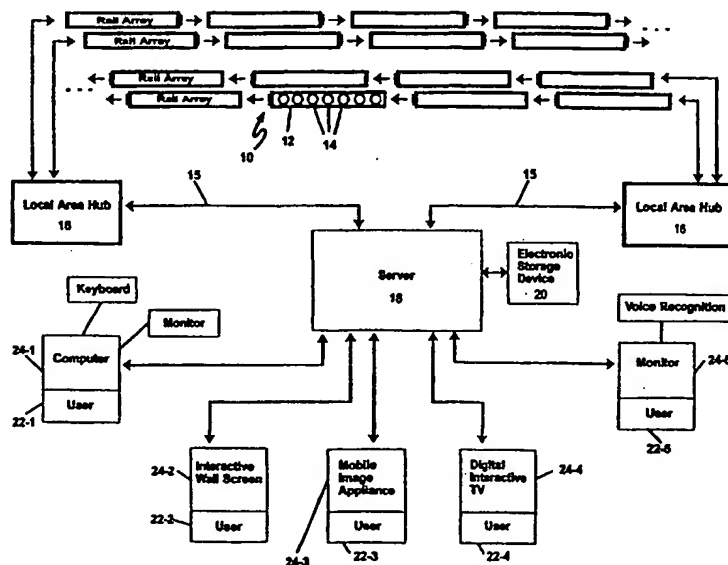 Rail Array
Rail Array
Rail Array
Rail Array
10
12
14
15
15
Local Area Hub
16
Local Area Hub
16
Server
18
Electronic
Storage
Device
20
Keyboard
Monitor
Voice Recognition
24-1
Computer
User
22-1
Monitor
24-5
User
22-5
24-2
Interactive
Wall Screen
User
22-2
Mobile
Image
Appliance
User
24-3
22-3
Digital
Interactive
TV
24-4
User
22-4